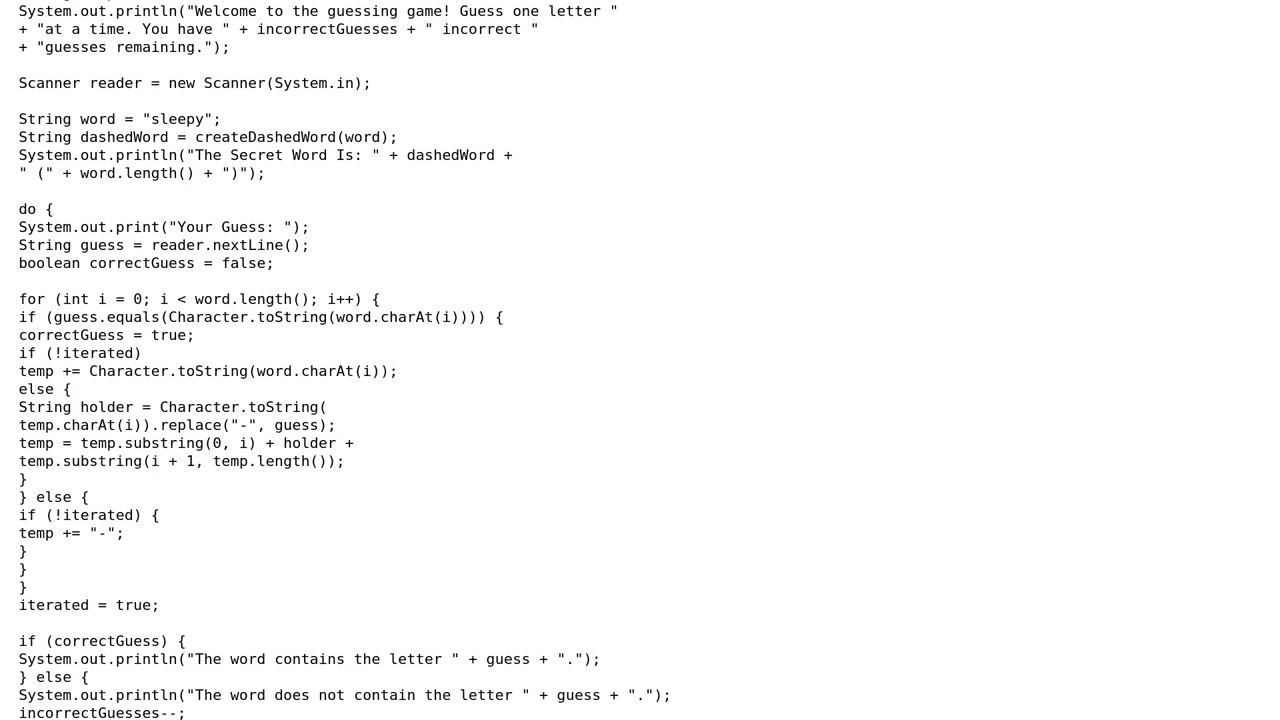 System.out.println("Welcome to the guessing game! Guess one letter "
+ "at a time. You have " + incorrectGuesses + " incorrect "
+ "guesses remaining.");
Scanner reader = new Scanner(System.in);
String word = "sleepy";
String dashedWord = createDashedWord(word);
System.out.println("The Secret Word Is: " + dashedWord +
" (" + word.length() + ")");
do {
System.out.print("Your Guess: ");
String guess = reader.nextLine();
boolean correctGuess = false;
for (int i = 0; i < word.length(); i++) {
if (guess.equals(Character.toString(word.charAt(i)))) {
correctGuess = true;
if (!iterated)
temp += Character.toString(word.charAt(i));
else {
String holder = Character.toString(
temp.charAt(i)).replace("-", guess);
temp = temp.substring(0, i) + holder +
temp.substring(i + 1, temp.length());
}
} else {
if (!iterated) {
temp += "-";
}
}
}
iterated = true;
if (correctGuess) {
System.out.println("The word contains the letter " + guess + ".");
} else {
System.out.println("The word does not contain the letter " + guess + ".");
incorrectGuesses--;